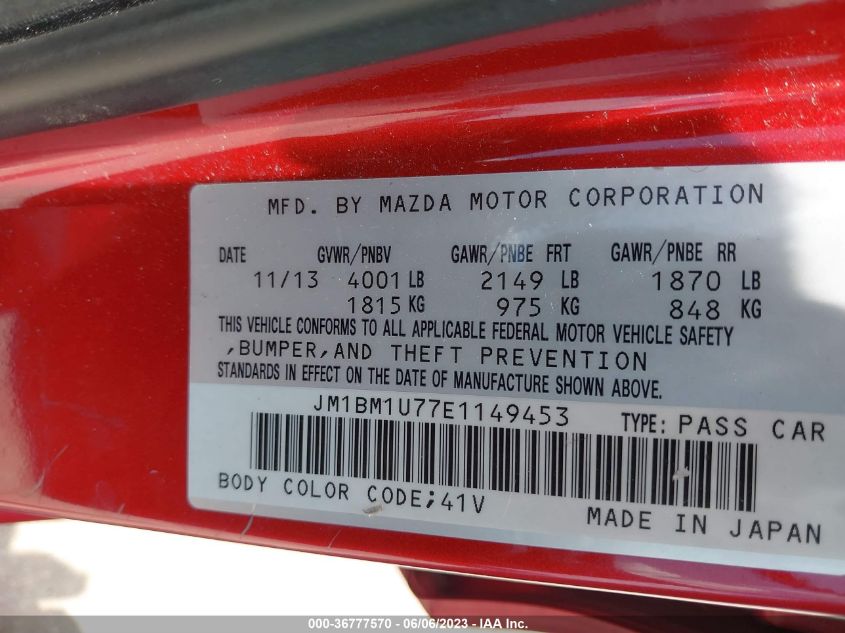 MFD. BY MAZDA MOTOR CORPORATION
DATE GVWR/PNBV GAWR/PNBE FRT GAWR/PNBE RR
11/13 4001 LB 2149 LB 1870 LB
1815 KG 975 KG 848 KG
THIS VEHICLE CONFORMS TO ALL APPLICABLE FEDERAL MOTOR VEHICLE SAFETY
,BUMPER,AND THEFT PREVENTION
STANDARDS IN EFFECT ON THE DATE OF MANUFACTURE SHOWN ABOVE.
JM1BM1U77E1149453 TYPE: PASS CAR
BODY COLOR CODE;41V
MADE IN JAPAN
000-36777570 - 06/06/2023 - IAA Inc.